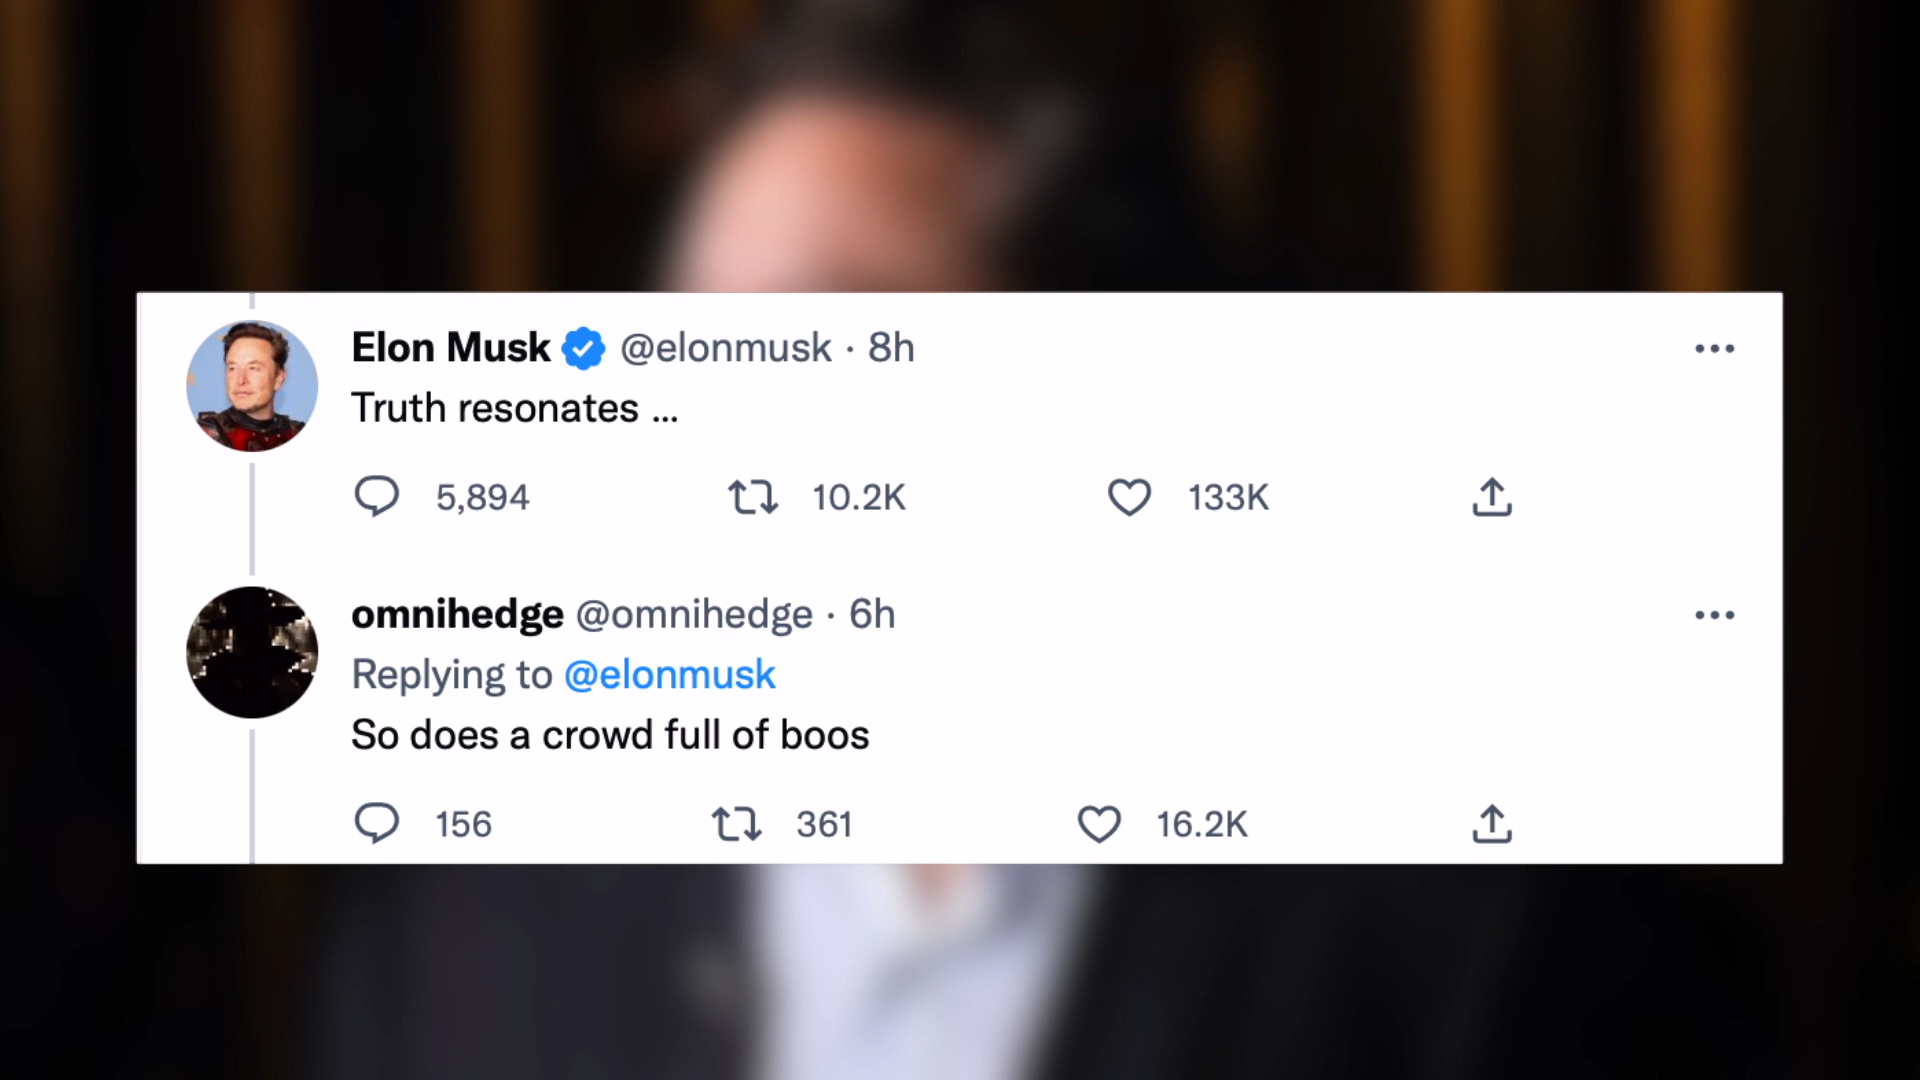 Elon Musk @elonmusk · 8h
Truth resonates ...
5,894 10.2K 133K
omnihedge @omnihedge · 6h
Replying to @elonmusk
So does a crowd full of boos
156 361 16.2K